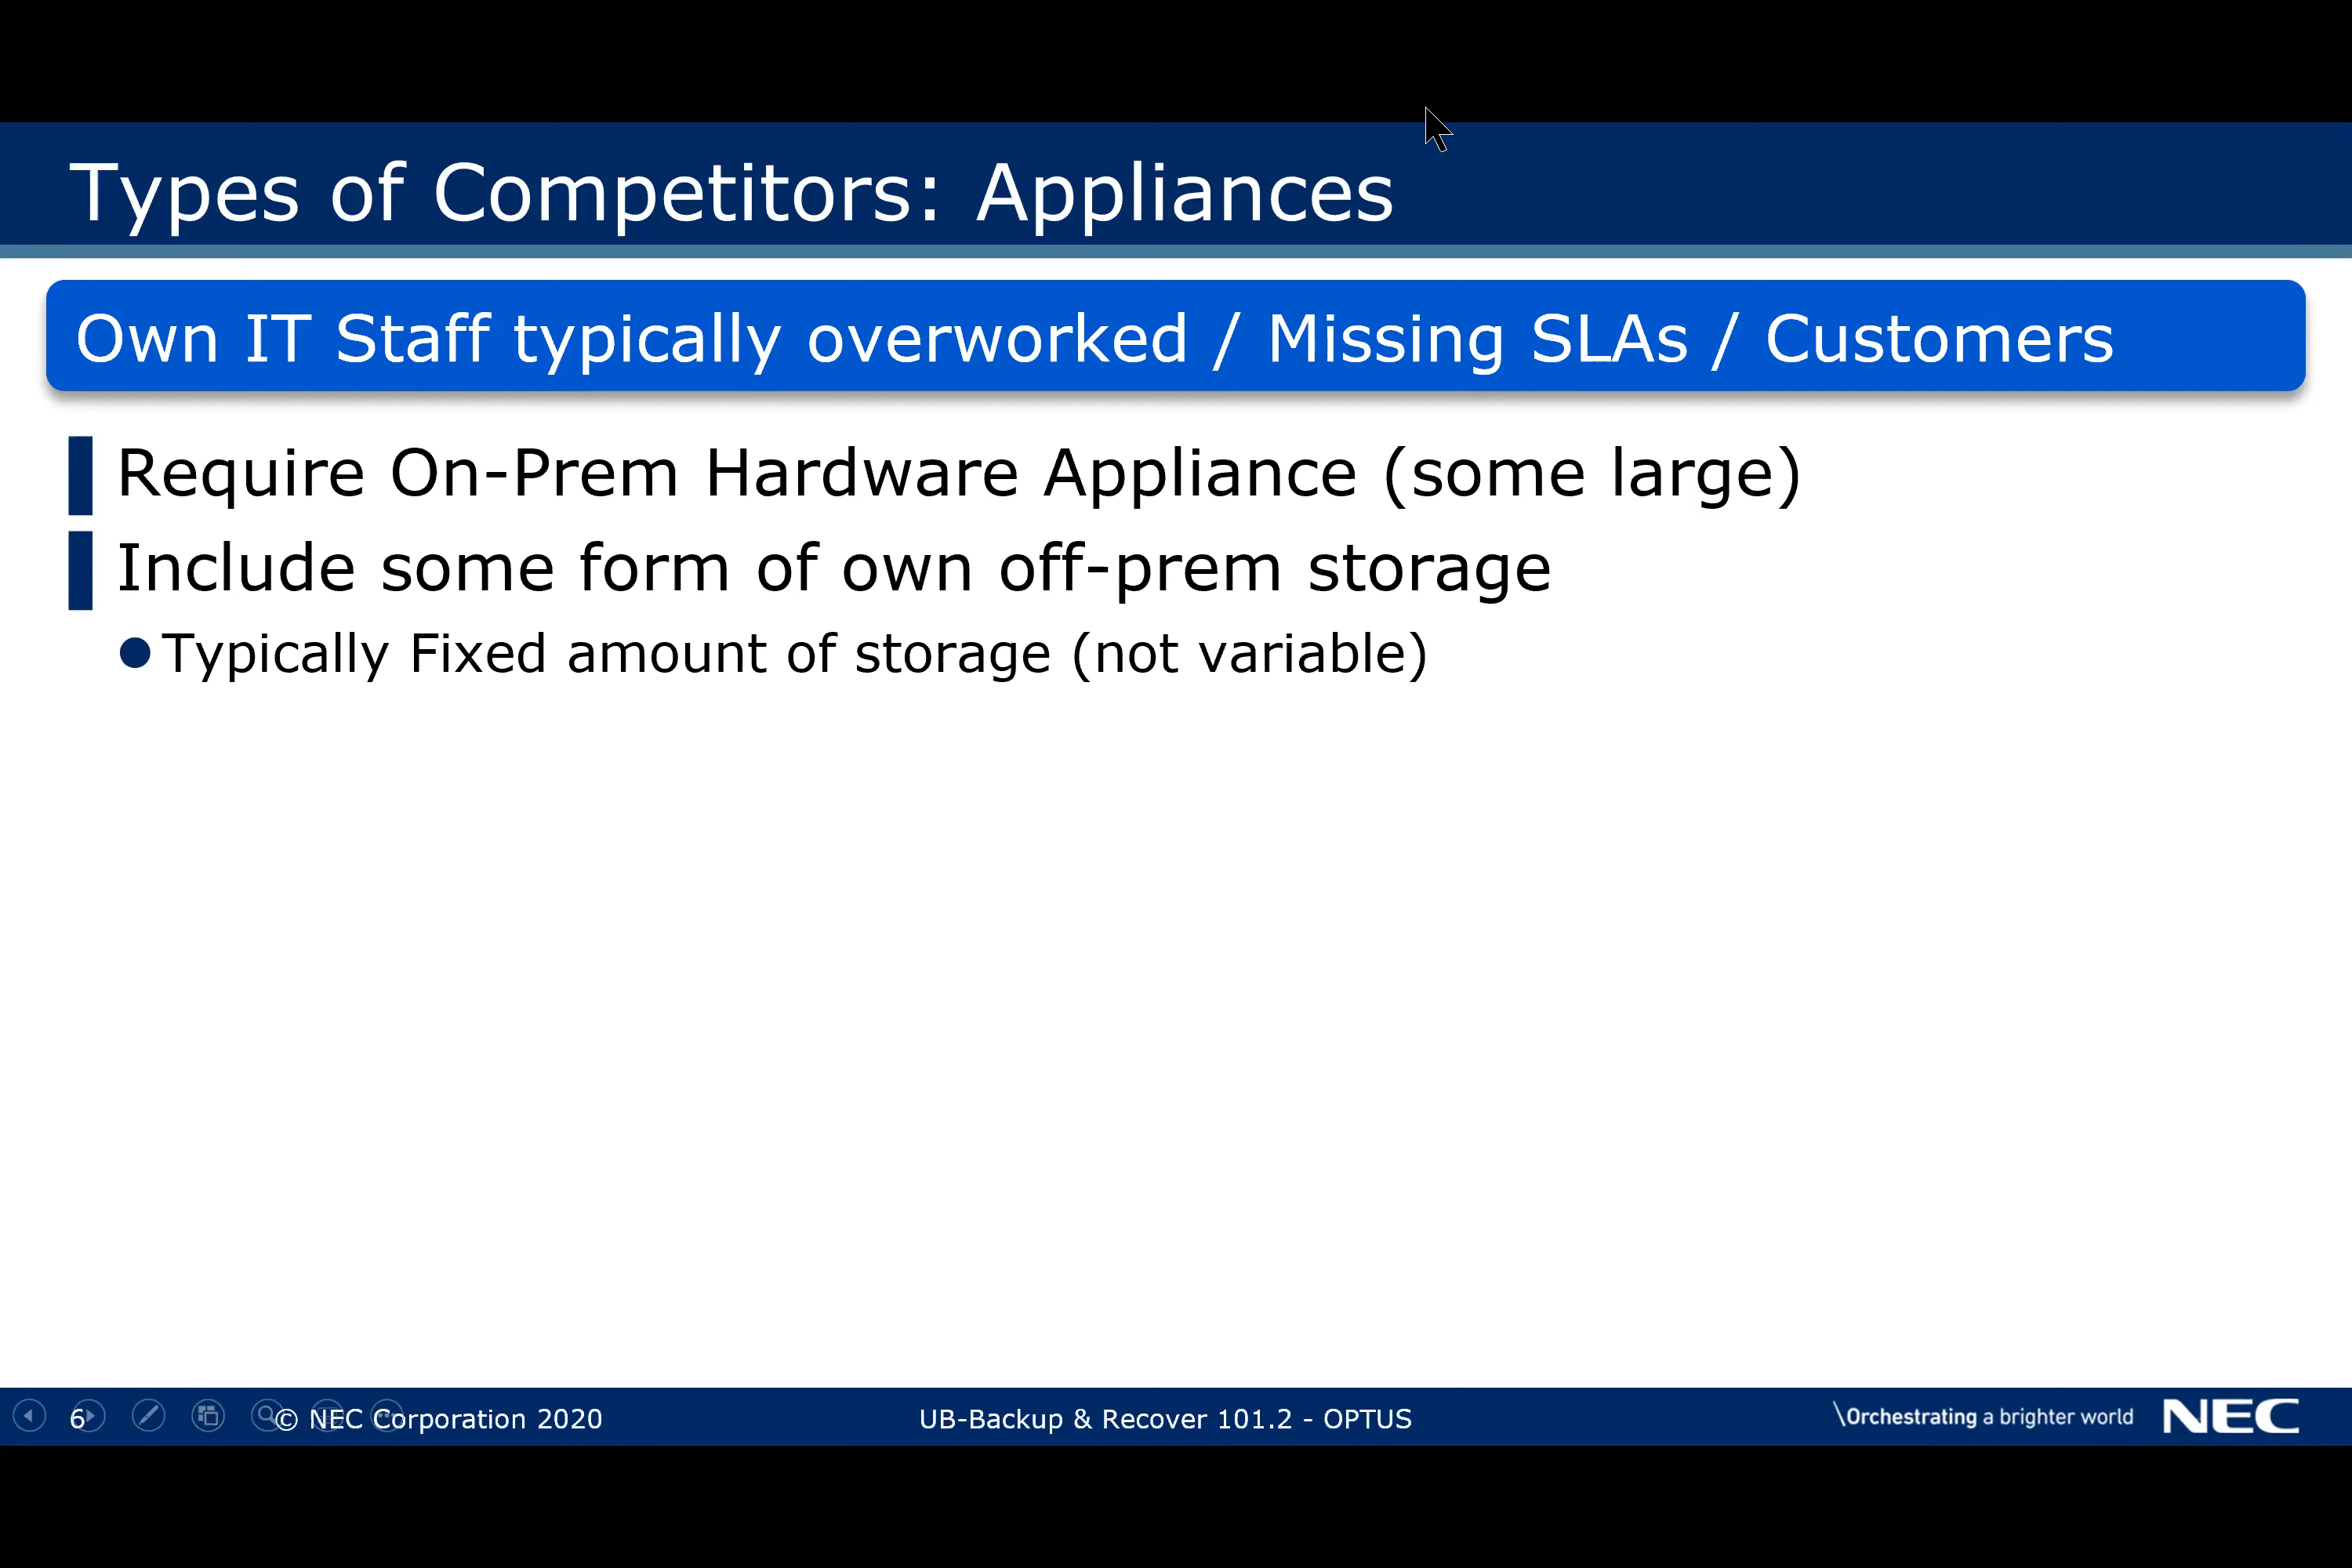 Types of Competitors: Appliances
Own IT Staff typically overworked / Missing SLAs / Customers
Require On-Prem Hardware Appliance (some large)
Include some form of own off-prem storage
Typically Fixed amount of storage (not variable)
6
© NEC Corporation 2020
UB-Backup & Recover 101.2 - OPTUS
\Orchestrating a brighter world
NEC